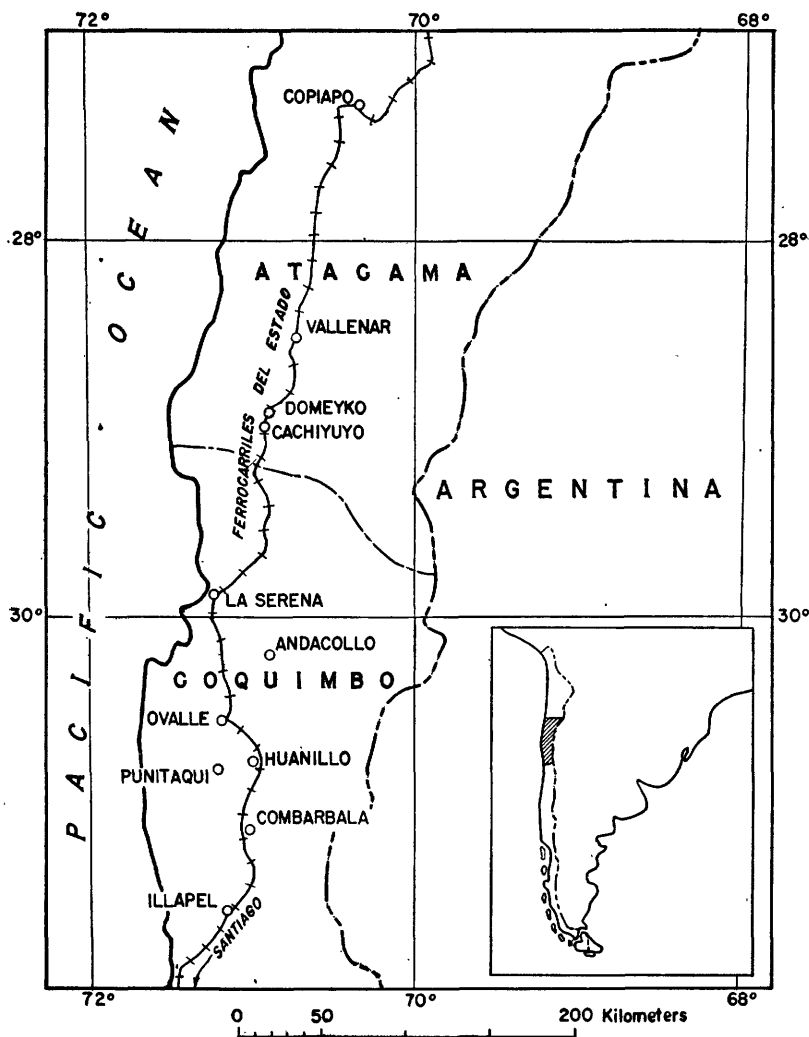 72° 70° 68°
COPIAPO
PACIFIC OCEAN
28° 28°
ATACAMA
FERROCARRILES DEL ESTADO
VALLENAR
DOMEYKO
CACHIYUYO
ARGENTINA
LA SERENA
30° 30°
ANDACOLLO
COQUIMBO
OVALLE
HUANILLO
PUNITAQUI
COMBARBALA
ILLAPEL
SANTIAGO
72° 70° 68°
0 50 200 Kilometers